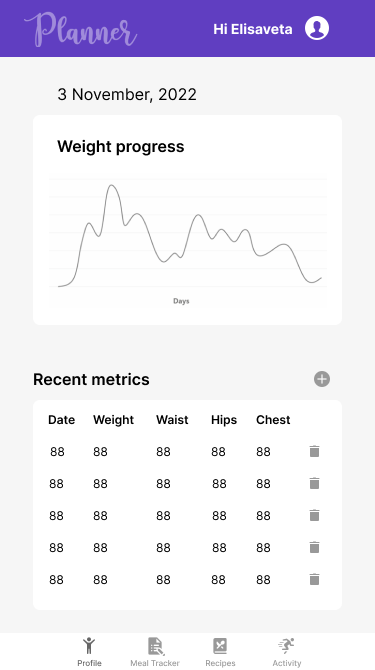 Planner
Hi Elisaveta
3 November, 2022
Weight progress
Days
Recent metrics
Date Weight Waist Hips Chest
88 88 88 88 88
88 88 88 88 88
88 88 88 88 88
88 88 88 88 88
88 88 88 88 88
Profile Meal Tracker Recipes Activity